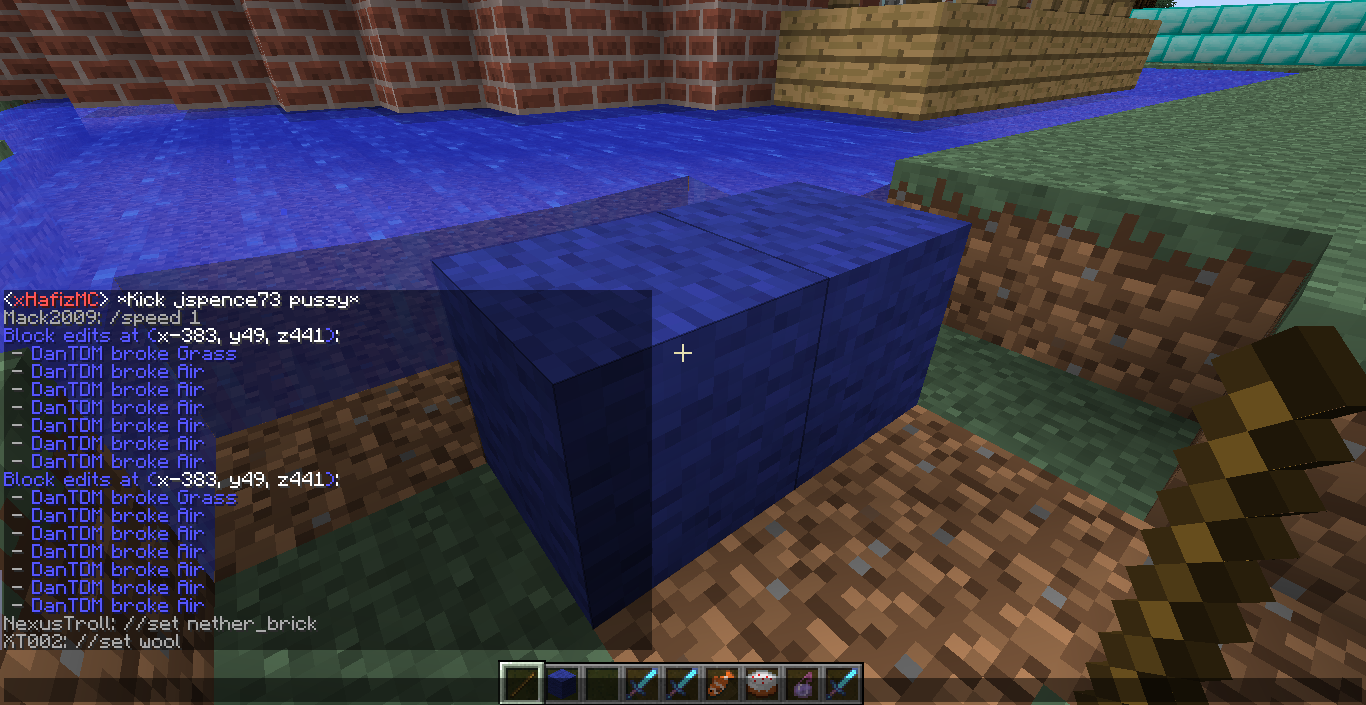 <xHafizMC> *Kick jspence73 pussy*
Mack2009: /speed 1
Block edits at (x-383, y49, z441):
- DanTDM broke Grass
- DanTDM broke Air
- DanTDM broke Air
- DanTDM broke Air
- DanTDM broke Air
- DanTDM broke Air
- DanTDM broke Air
Block edits at (x-383, y49, z441):
- DanTDM broke Grass
- DanTDM broke Air
- DanTDM broke Air
- DanTDM broke Air
- DanTDM broke Air
- DanTDM broke Air
- DanTDM broke Air
NexusTroll: //set nether_brick
XT002: //set wool